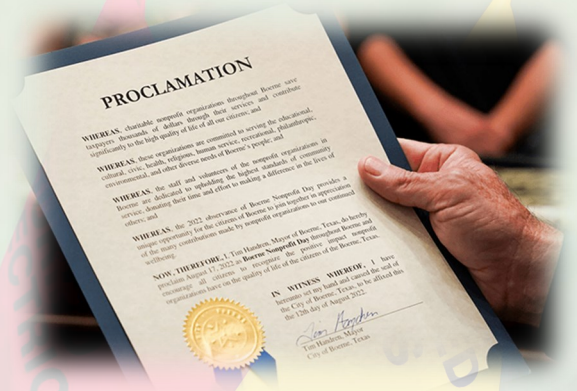 PROCLAMATION
WHEREAS, charitable nonprofit organizations throughout Boerne save
taxpayers thousands of dollars through their services and contribute
significantly to the high quality of life of all our citizens; and
WHEREAS, these organizations are committed to serving the educational,
cultural, civic, health, religious, human service, recreational, philanthropic,
environmental, and other diverse needs of Boerne's people; and
WHEREAS, the staff and volunteers of the nonprofit organizations in
Boerne are dedicated to upholding the highest standards of community
service, donating their time and effort to making a difference in the lives of
others; and
WHEREAS, the 2022 observance of Boerne Nonprofit Day provides a
unique opportunity for the citizens of Boerne to join together in appreciation
of the many contributions made by nonprofit organizations to our continued
wellbeing.
NOW, THEREFORE, I, Tim Handren, Mayor of Boerne, Texas, do hereby
proclaim August 17, 2022 as Boerne Nonprofit Day throughout Boerne and
encourage all citizens to recognize the positive impact nonprofit
organizations have on the quality of life of the citizens of the Boerne, Texas.
IN WITNESS WHEREOF, I have
hereunto set my hand and caused the seal of
the City of Boerne, Texas, to be affixed this
the 12th day of August 2022.
Tim Handren
Tim Handren, Mayor
City of Boerne, Texas